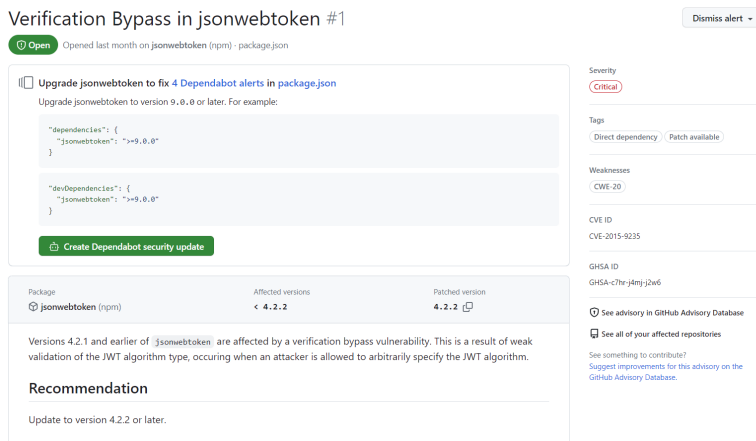 Verification Bypass in jsonwebtoken #1
Dismiss alert
Open Opened last month on jsonwebtoken (npm) · package.json
Upgrade jsonwebtoken to fix 4 Dependabot alerts in package.json
Upgrade jsonwebtoken to version 9.0.0 or later. For example:
"dependencies": {
"jsonwebtoken": ">=9.0.0"
}
"devDependencies": {
"jsonwebtoken": ">=9.0.0"
}
Create Dependabot security update
Package Affected versions Patched version
jsonwebtoken (npm) < 4.2.2 4.2.2
Versions 4.2.1 and earlier of jsonwebtoken are affected by a verification bypass vulnerability. This is a result of weak
validation of the JWT algorithm type, occuring when an attacker is allowed to arbitrarily specify the JWT algorithm.
Recommendation
Update to version 4.2.2 or later.
Severity
Critical
Tags
Direct dependency Patch available
Weaknesses
CWE-20
CVE ID
CVE-2015-9235
GHSA ID
GHSA-c7hr-j4mj-j2w6
See advisory in GitHub Advisory Database
See all of your affected repositories
See something to contribute?
Suggest improvements for this advisory on the
GitHub Advisory Database.